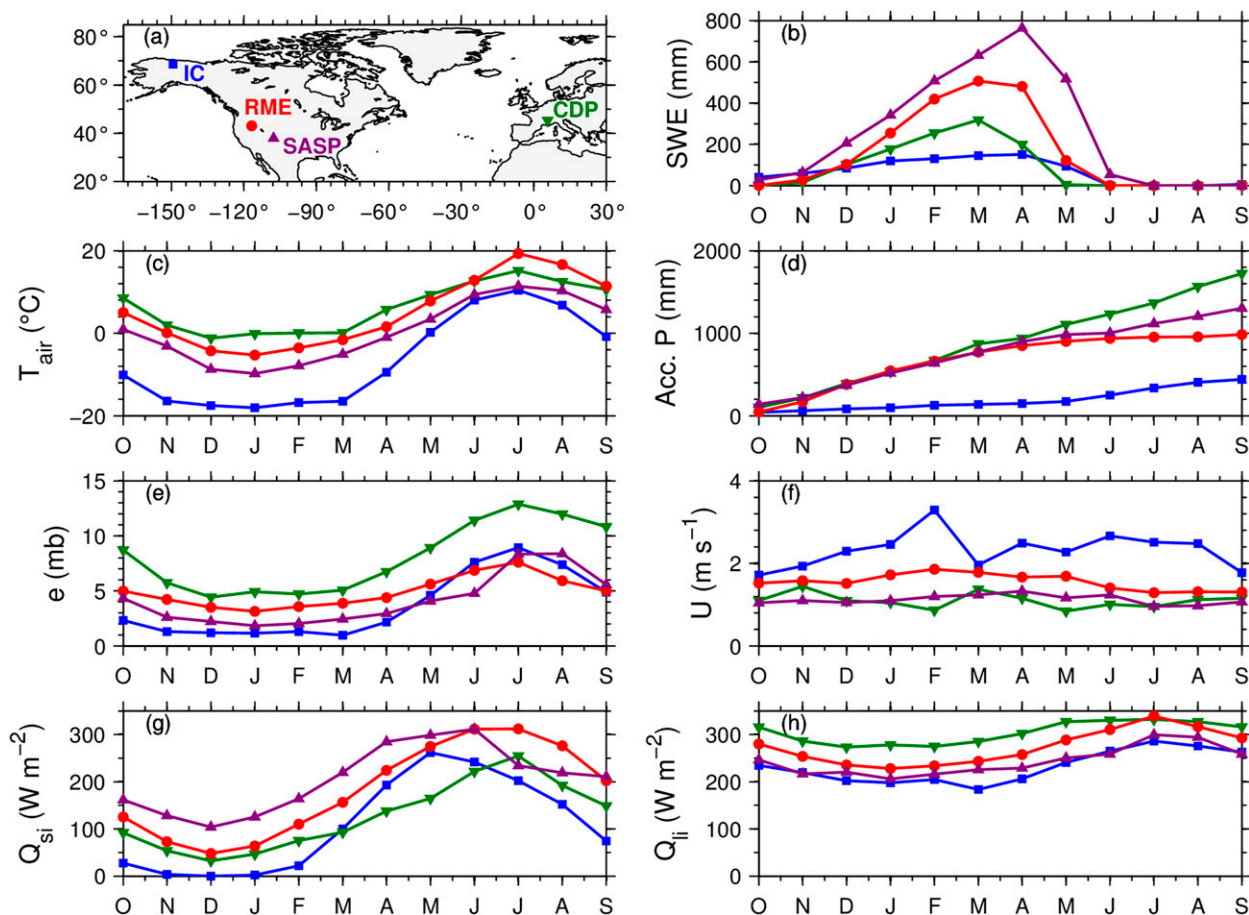 (a)
80°
60°
40°
20°
IC
RME
SASP
CDP
−150° −120° −90° −60° −30° 0° 30°
(b)
SWE (mm)
800
600
400
200
0
O N D J F M A M J J A S
(c)
T_air (°C)
20
0
−20
O N D J F M A M J J A S
(d)
Acc. P (mm)
2000
1000
0
O N D J F M A M J J A S
(e)
e (mb)
15
10
5
0
O N D J F M A M J J A S
(f)
U (m s⁻¹)
4
2
0
O N D J F M A M J J A S
(g)
Q_si (W m⁻²)
300
200
100
0
O N D J F M A M J J A S
(h)
Q_li (W m⁻²)
300
200
100
0
O N D J F M A M J J A S